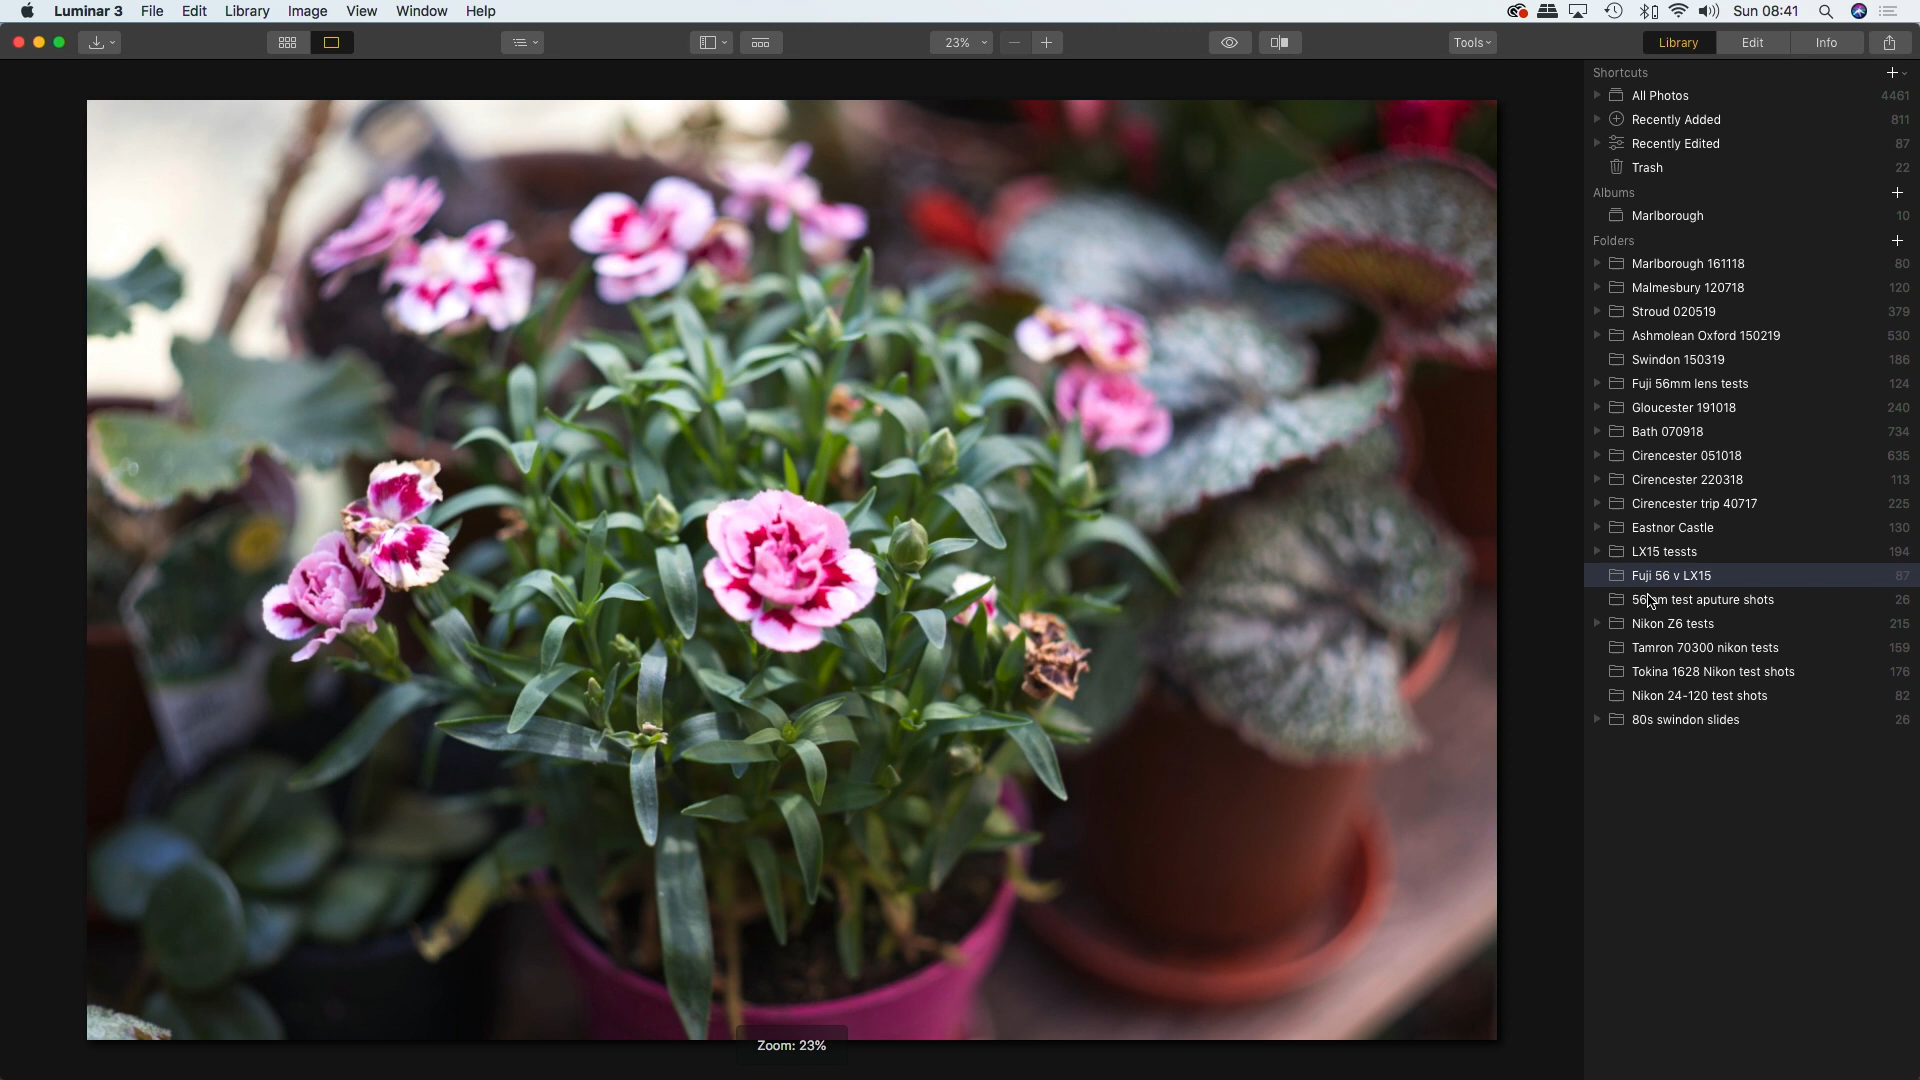 Luminar 3 File Edit Library Image View Window Help Sun 08:41
23% Tools Library Edit Info
Shortcuts
All Photos 4461
Recently Added 811
Recently Edited 87
Trash 22
Albums
Marlborough 10
Folders
Marlborough 161118 80
Malmesbury 120718 120
Stroud 020519 379
Ashmolean Oxford 150219 530
Swindon 150319 186
Fuji 56mm lens tests 124
Gloucester 191018 240
Bath 070918 734
Cirencester 051018 635
Cirencester 220318 113
Cirencester trip 40717 225
Eastnor Castle 130
LX15 tessts 194
Fuji 56 v LX15 87
test aputure shots 26
Nikon Z6 tests 215
Tamron 70300 nikon tests 159
Tokina 1628 Nikon test shots 176
Nikon 24-120 test shots 82
80s swindon slides 26
Zoom: 23%